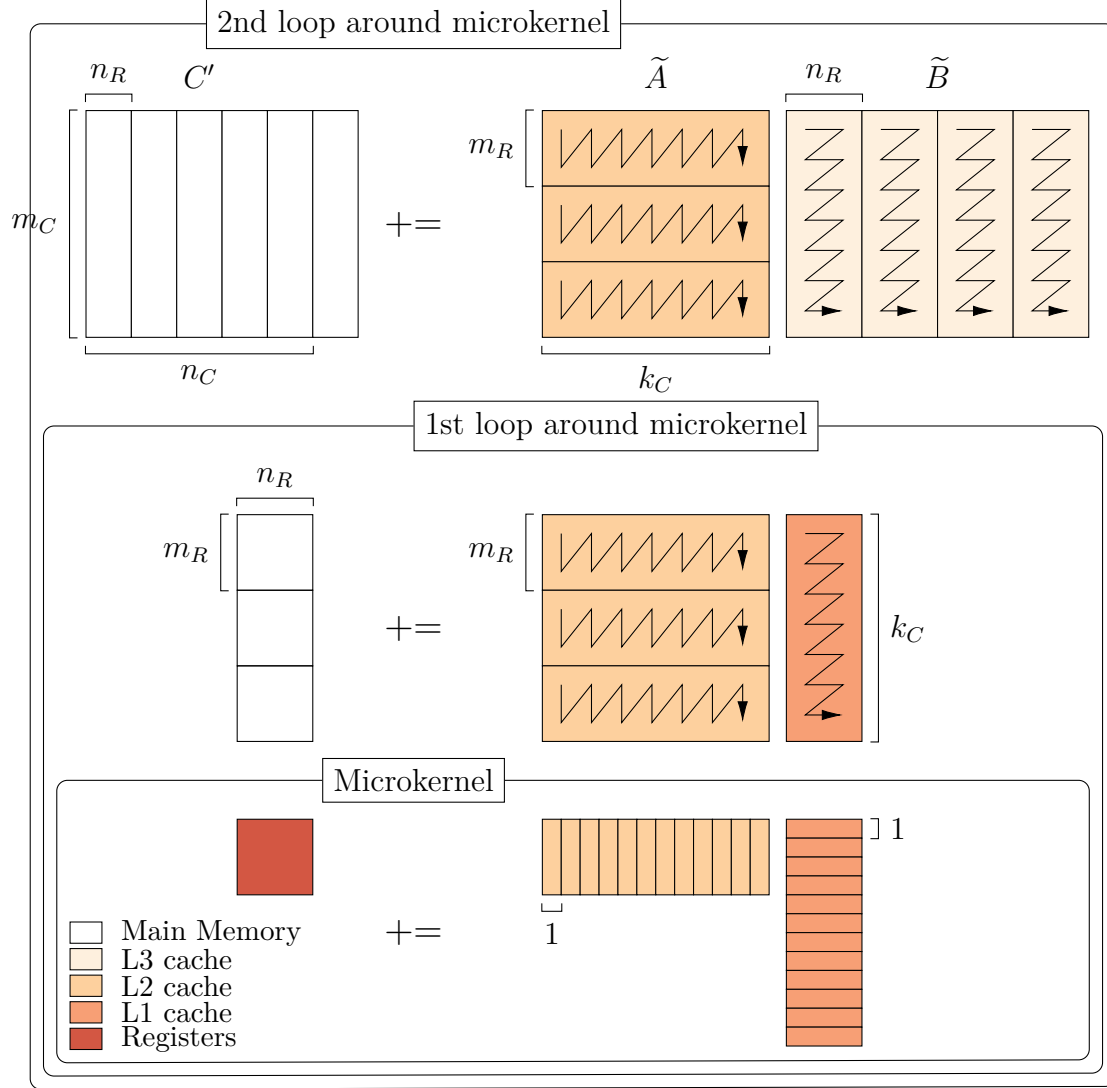 2nd loop around microkernel
n_R C′ Ã n_R B̃
m_R
m_C +=
n_C k_C
1st loop around microkernel
n_R
m_R m_R
+= k_C
Microkernel
1
+= 1
Main Memory
L3 cache
L2 cache
L1 cache
Registers